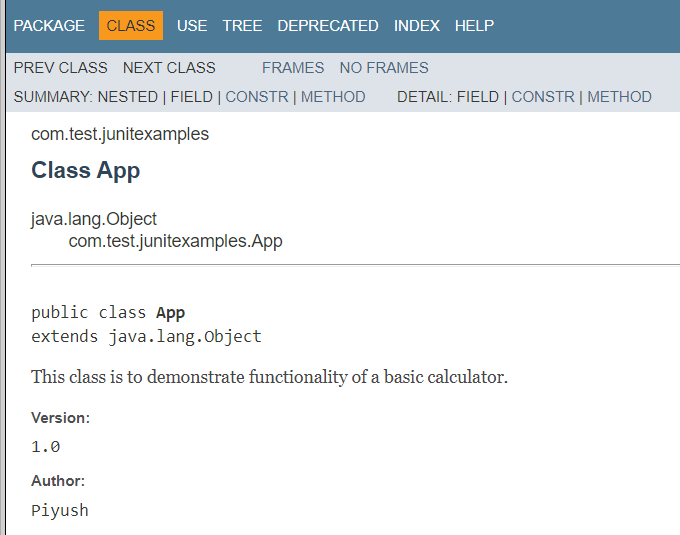 PACKAGE CLASS USE TREE DEPRECATED INDEX HELP
PREV CLASS NEXT CLASS FRAMES NO FRAMES
SUMMARY: NESTED | FIELD | CONSTR | METHOD DETAIL: FIELD | CONSTR | METHOD
com.test.junitexamples
Class App
java.lang.Object
com.test.junitexamples.App
public class App
extends java.lang.Object
This class is to demonstrate functionality of a basic calculator.
Version:
1.0
Author:
Piyush